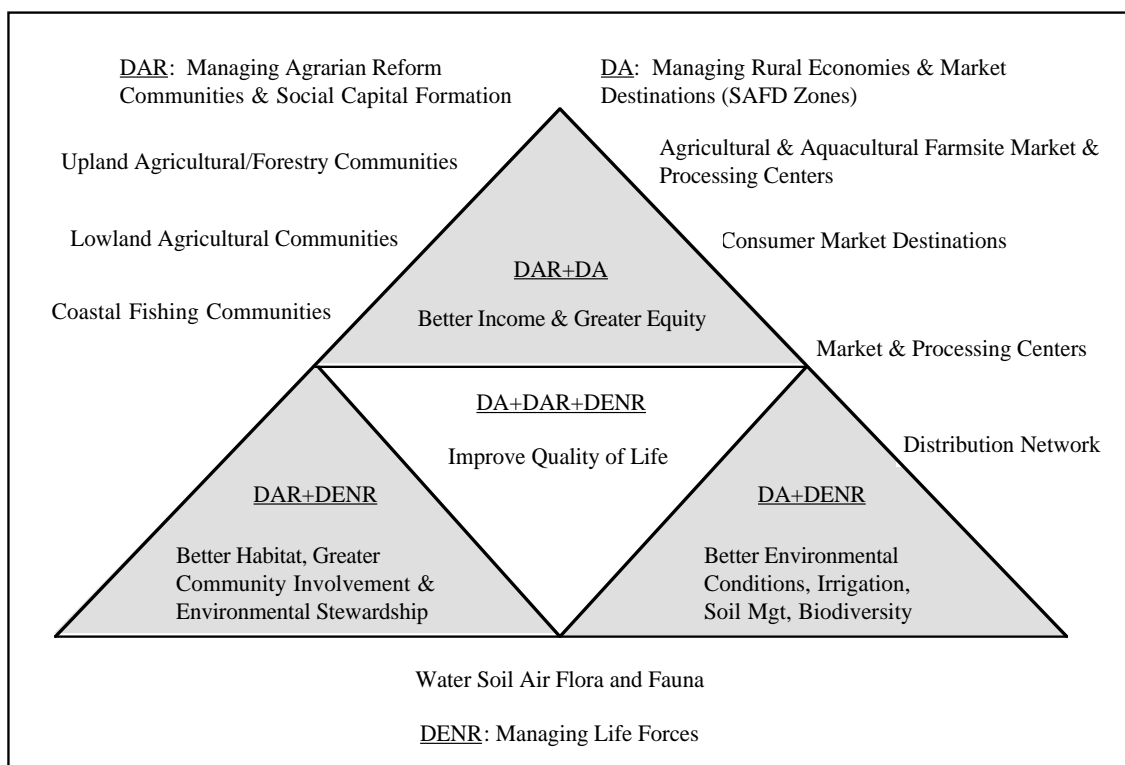 DAR: Managing Agrarian Reform
Communities & Social Capital Formation
DA: Managing Rural Economies & Market
Destinations (SAFD Zones)
Upland Agricultural/Forestry Communities
Agricultural & Aquacultural Farmsite Market &
Processing Centers
Lowland Agricultural Communities
Consumer Market Destinations
DAR+DA
Coastal Fishing Communities
Better Income & Greater Equity
Market & Processing Centers
DA+DAR+DENR
Improve Quality of Life
Distribution Network
DAR+DENR
Better Habitat, Greater
Community Involvement &
Environmental Stewardship
DA+DENR
Better Environmental
Conditions, Irrigation,
Soil Mgt, Biodiversity
Water Soil Air Flora and Fauna
DENR: Managing Life Forces